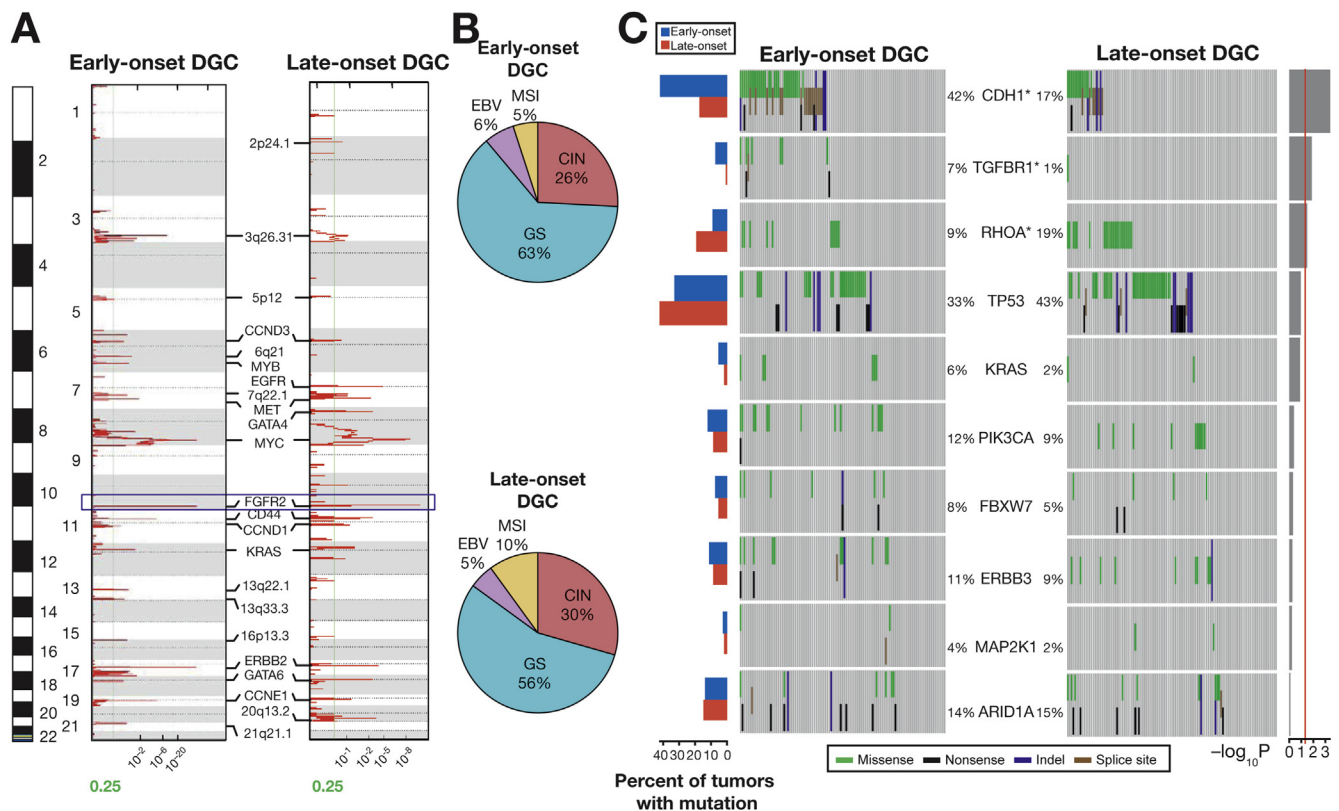 A
Early-onset DGC
Late-onset DGC
1
2
3
4
5
6
7
8
9
10
11
12
13
14
15
16
17
18
19
20
21
22
2p24.1
3q26.31
5p12
CCND3
6q21
MYB
EGFR
7q22.1
MET
GATA4
MYC
FGFR2
CD44
CCND1
KRAS
13q22.1
13q33.3
16p13.3
ERBB2
GATA6
CCNE1
20q13.2
21q21.1
10-2
10-6
10-20
10-1
10-2
10-5
10-8
0.25
0.25
B
Early-onset
DGC
MSI
5%
EBV
6%
CIN
26%
GS
63%
Late-onset
DGC
MSI
10%
EBV
5%
CIN
30%
GS
56%
C
Early-onset
Late-onset
Early-onset DGC
Late-onset DGC
42% CDH1* 17%
7% TGFBR1* 1%
9% RHOA* 19%
33% TP53 43%
6% KRAS 2%
12% PIK3CA 9%
8% FBXW7 5%
11% ERBB3 9%
4% MAP2K1 2%
14% ARID1A 15%
40 30 20 10 0
Percent of tumors
with mutation
Missense Nonsense Indel Splice site
−log10P
0 1 2 3